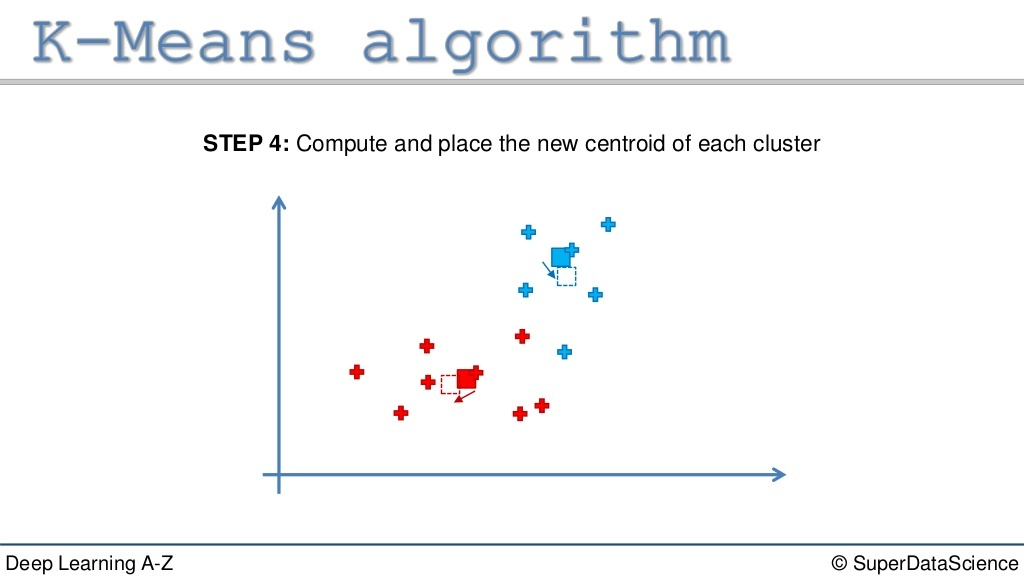 K-Means algorithm
STEP 4: Compute and place the new centroid of each cluster
Deep Learning A-Z
© SuperDataScience